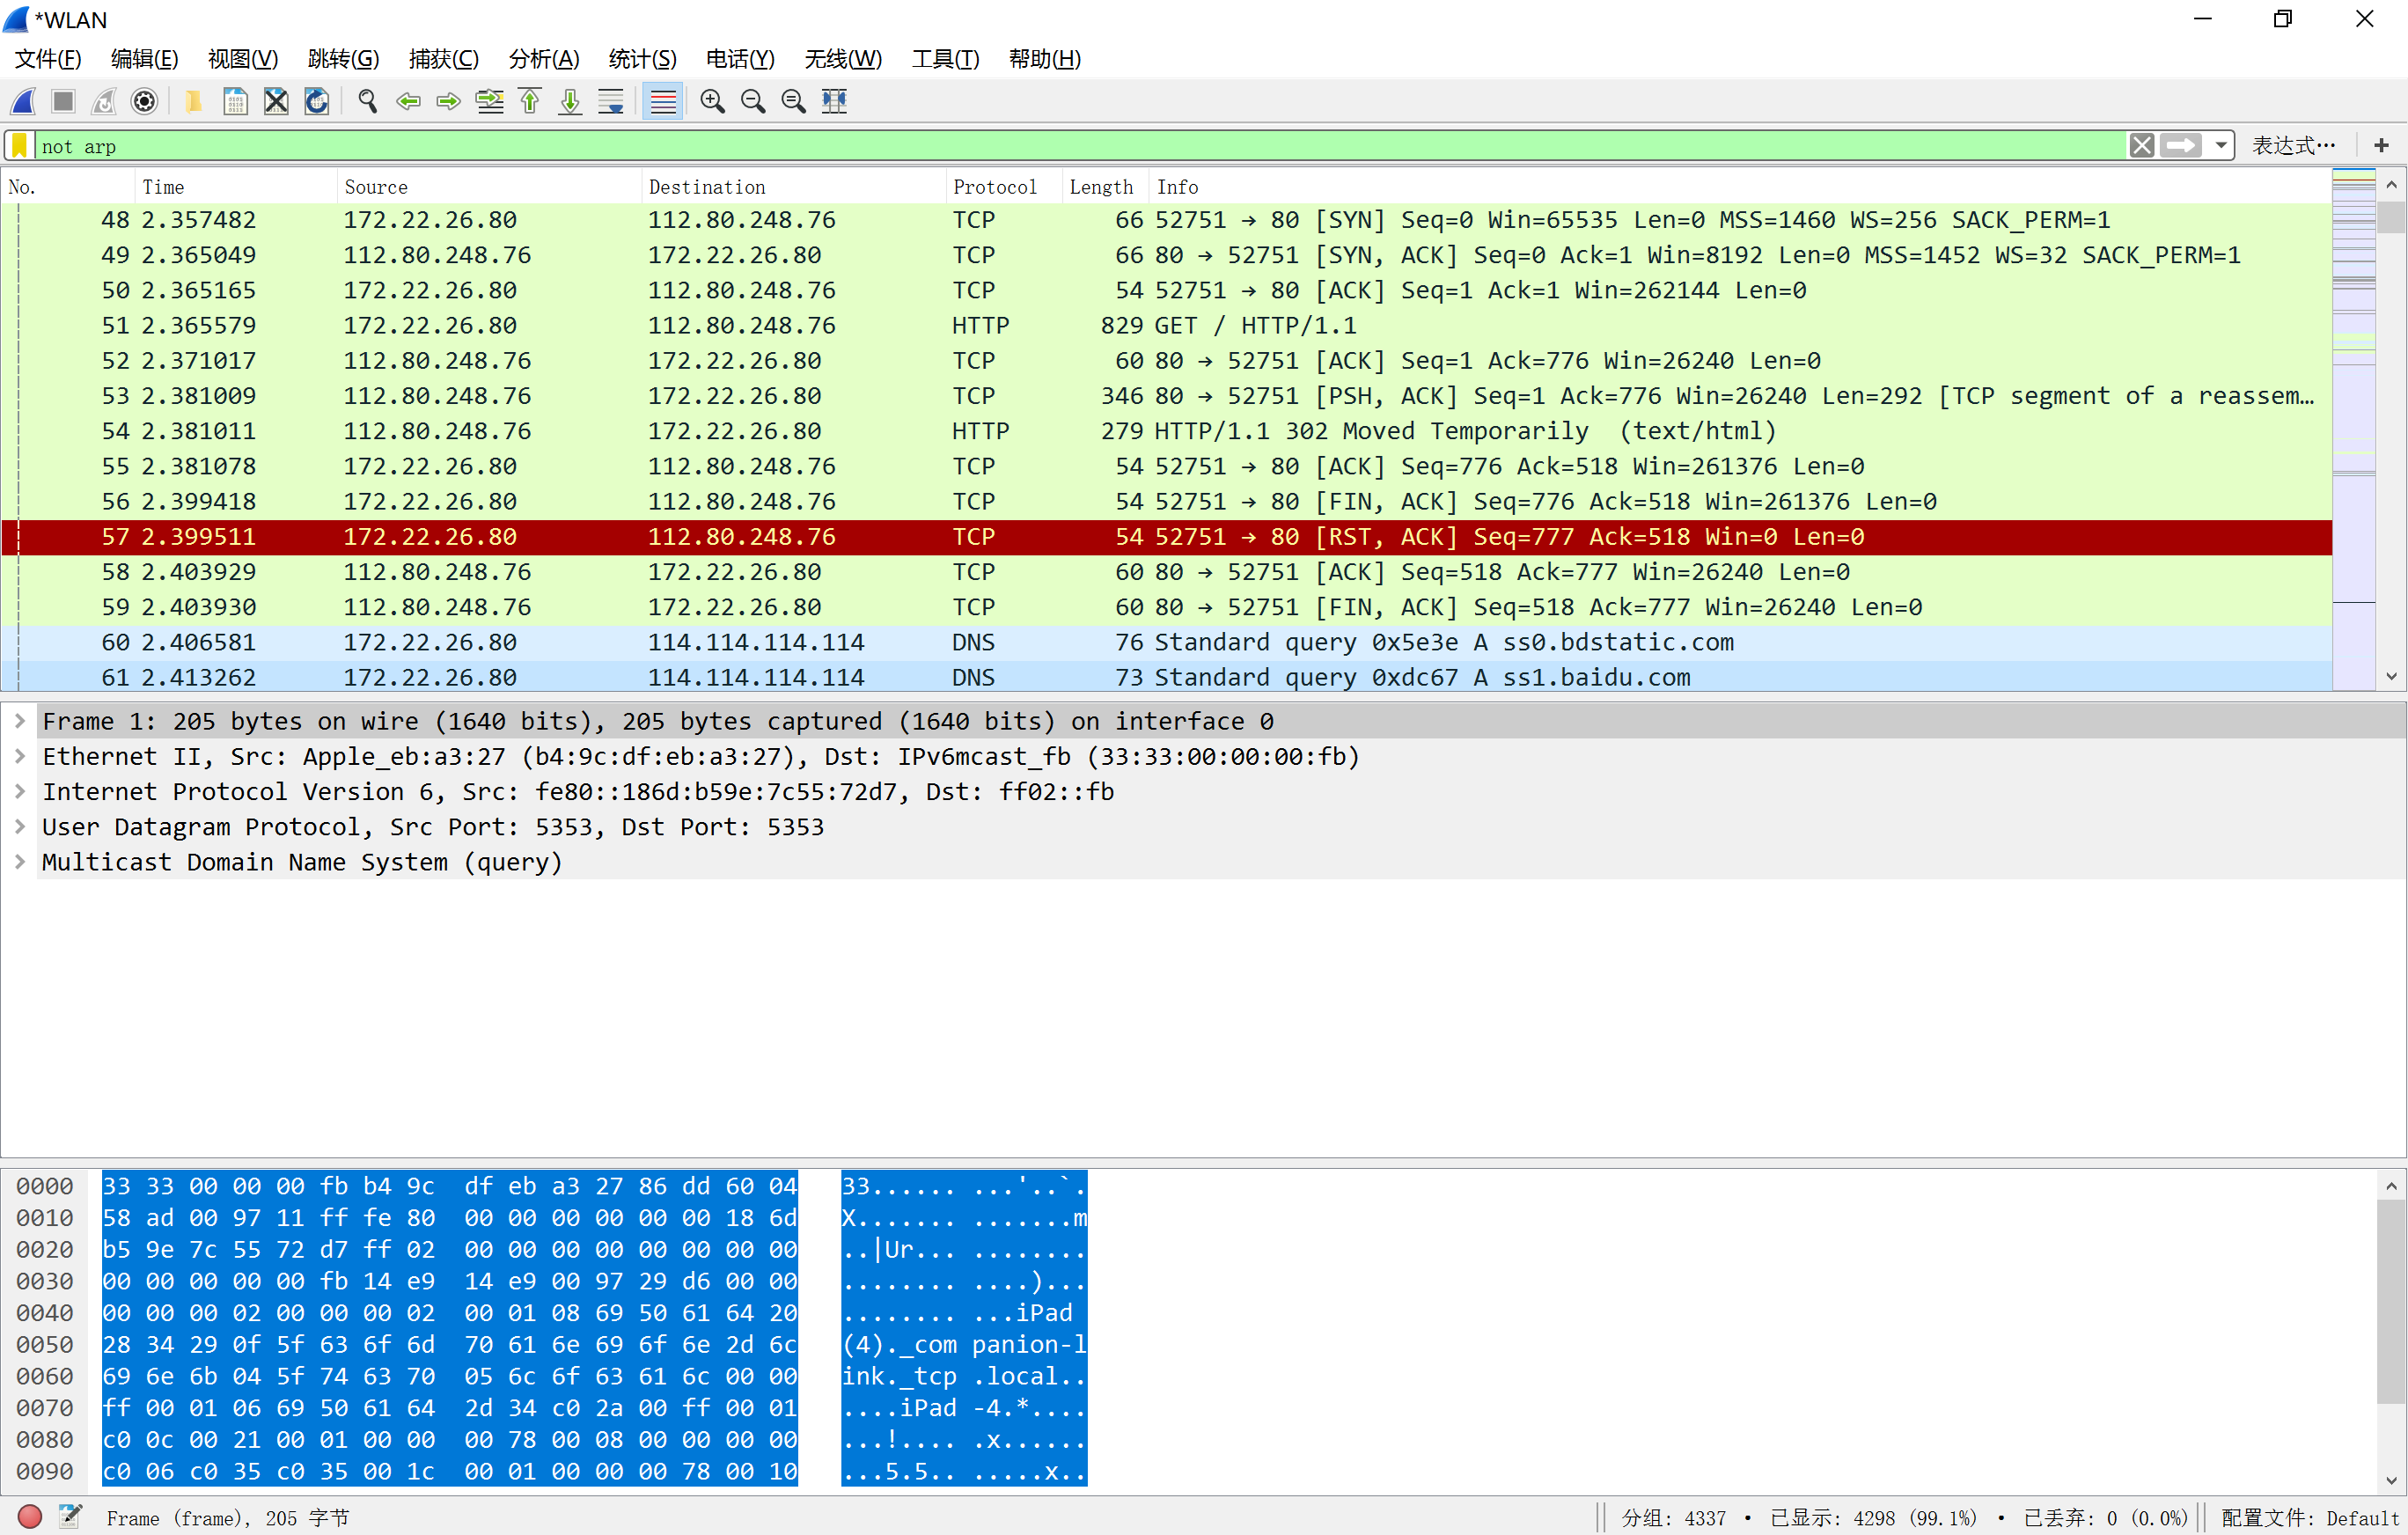 *WLAN
文件(F) 编辑(E) 视图(V) 跳转(G) 捕获(C) 分析(A) 统计(S) 电话(Y) 无线(W) 工具(T) 帮助(H)
not arp 表达式… +
No. Time Source Destination Protocol Length Info
48 2.357482 172.22.26.80 112.80.248.76 TCP 66 52751 → 80 [SYN] Seq=0 Win=65535 Len=0 MSS=1460 WS=256 SACK_PERM=1
49 2.365049 112.80.248.76 172.22.26.80 TCP 66 80 → 52751 [SYN, ACK] Seq=0 Ack=1 Win=8192 Len=0 MSS=1452 WS=32 SACK_PERM=1
50 2.365165 172.22.26.80 112.80.248.76 TCP 54 52751 → 80 [ACK] Seq=1 Ack=1 Win=262144 Len=0
51 2.365579 172.22.26.80 112.80.248.76 HTTP 829 GET / HTTP/1.1
52 2.371017 112.80.248.76 172.22.26.80 TCP 60 80 → 52751 [ACK] Seq=1 Ack=776 Win=26240 Len=0
53 2.381009 112.80.248.76 172.22.26.80 TCP 346 80 → 52751 [PSH, ACK] Seq=1 Ack=776 Win=26240 Len=292 [TCP segment of a reassem…
54 2.381011 112.80.248.76 172.22.26.80 HTTP 279 HTTP/1.1 302 Moved Temporarily  (text/html)
55 2.381078 172.22.26.80 112.80.248.76 TCP 54 52751 → 80 [ACK] Seq=776 Ack=518 Win=261376 Len=0
56 2.399418 172.22.26.80 112.80.248.76 TCP 54 52751 → 80 [FIN, ACK] Seq=776 Ack=518 Win=261376 Len=0
57 2.399511 172.22.26.80 112.80.248.76 TCP 54 52751 → 80 [RST, ACK] Seq=777 Ack=518 Win=0 Len=0
58 2.403929 112.80.248.76 172.22.26.80 TCP 60 80 → 52751 [ACK] Seq=518 Ack=777 Win=26240 Len=0
59 2.403930 112.80.248.76 172.22.26.80 TCP 60 80 → 52751 [FIN, ACK] Seq=518 Ack=777 Win=26240 Len=0
60 2.406581 172.22.26.80 114.114.114.114 DNS 76 Standard query 0x5e3e A ss0.bdstatic.com
61 2.413262 172.22.26.80 114.114.114.114 DNS 73 Standard query 0xdc67 A ss1.baidu.com
Frame 1: 205 bytes on wire (1640 bits), 205 bytes captured (1640 bits) on interface 0
Ethernet II, Src: Apple_eb:a3:27 (b4:9c:df:eb:a3:27), Dst: IPv6mcast_fb (33:33:00:00:00:fb)
Internet Protocol Version 6, Src: fe80::186d:b59e:7c55:72d7, Dst: ff02::fb
User Datagram Protocol, Src Port: 5353, Dst Port: 5353
Multicast Domain Name System (query)
0000 33 33 00 00 00 fb b4 9c df eb a3 27 86 dd 60 04 33...... ...'..`.
0010 58 ad 00 97 11 ff fe 80 00 00 00 00 00 00 18 6d X....... .......m
0020 b5 9e 7c 55 72 d7 ff 02 00 00 00 00 00 00 00 00 ..|Ur... ........
0030 00 00 00 00 00 fb 14 e9 14 e9 00 97 29 d6 00 00 ........ ....)...
0040 00 00 00 02 00 00 00 02 00 01 08 69 50 61 64 20 ........ ...iPad
0050 28 34 29 0f 5f 63 6f 6d 70 61 6e 69 6f 6e 2d 6c (4)._com panion-l
0060 69 6e 6b 04 5f 74 63 70 05 6c 6f 63 61 6c 00 00 ink._tcp .local..
0070 ff 00 01 06 69 50 61 64 2d 34 c0 2a 00 ff 00 01 ....iPad -4.*....
0080 c0 0c 00 21 00 01 00 00 00 78 00 08 00 00 00 00 ...!.... .x......
0090 c0 06 c0 35 c0 35 00 1c 00 01 00 00 00 78 00 10 ...5.5.. .....x..
Frame (frame), 205 字节 分组: 4337 · 已显示: 4298 (99.1%) · 已丢弃: 0 (0.0%) 配置文件: Default